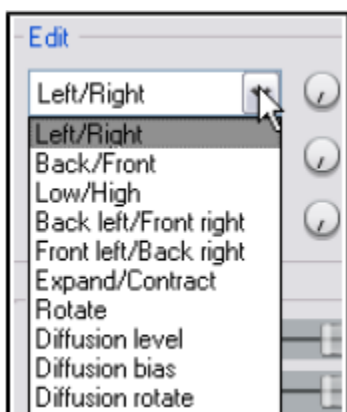 Edit
Left/Right
Left/Right
Back/Front
Low/High
Back left/Front right
Front left/Back right
Expand/Contract
Rotate
Diffusion level
Diffusion bias
Diffusion rotate